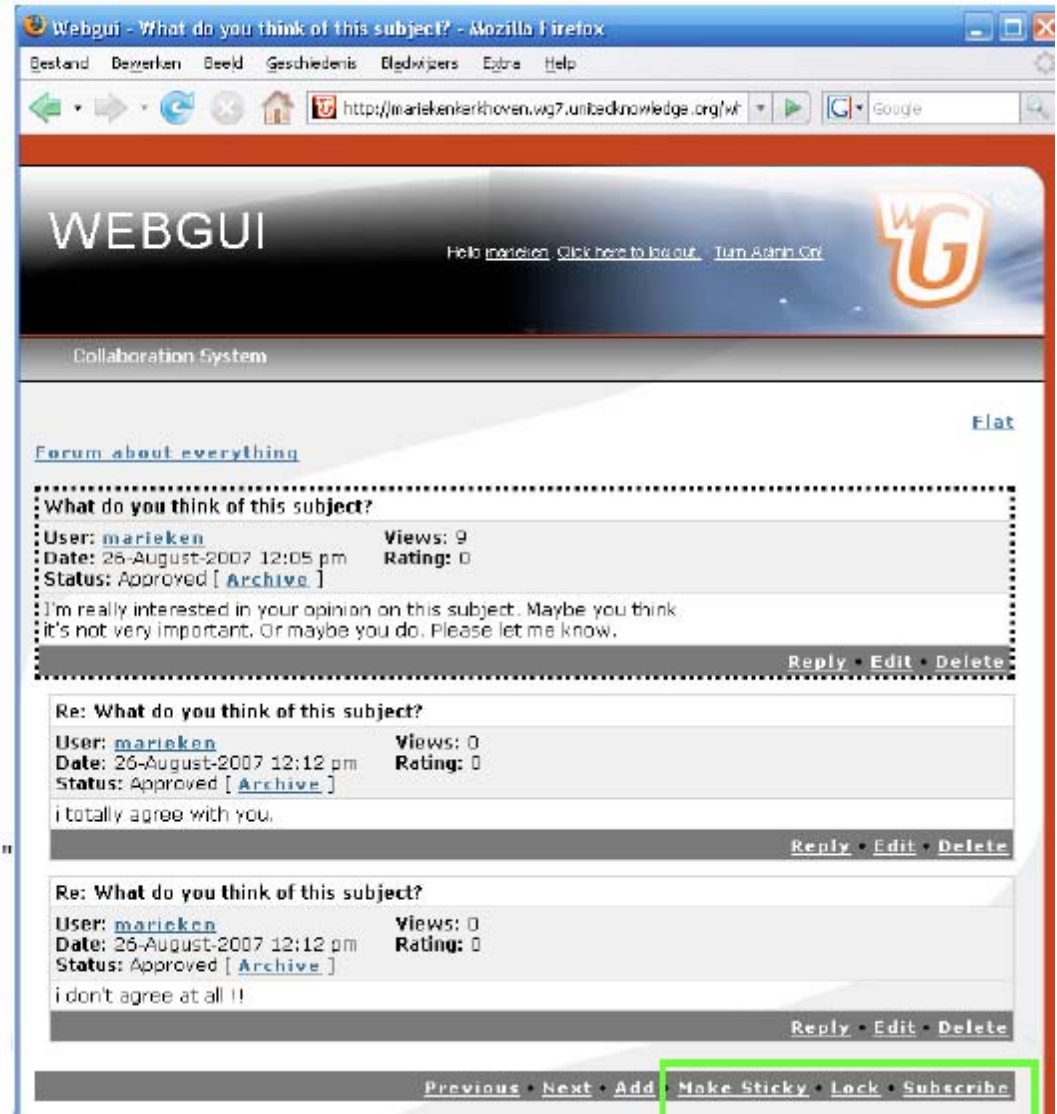 Webgui - What do you think of this subject? - Mozilla Firefox
Bestand Bewerken Beeld Geschiedenis Bladwijzers Extra Help
http://mariekenkerkhoven.wg7.unitedknowledge.org/wh G Google
WEBGUI
Hello marieken. Click here to log out. Turn Admin On!
WG
Collaboration System
Flat
Forum about everything
What do you think of this subject?
User: marieken Views: 9
Date: 26-August-2007 12:05 pm Rating: 0
Status: Approved [ Archive ]
I'm really interested in your opinion on this subject. Maybe you think
it's not very important. Or maybe you do. Please let me know.
Reply • Edit • Delete
Re: What do you think of this subject?
User: marieken Views: 0
Date: 26-August-2007 12:12 pm Rating: 0
Status: Approved [ Archive ]
i totally agree with you.
Reply • Edit • Delete
"
Re: What do you think of this subject?
User: marieken Views: 0
Date: 26-August-2007 12:12 pm Rating: 0
Status: Approved [ Archive ]
i don't agree at all !!
Reply • Edit • Delete
Previous • Next • Add • Make Sticky • Lock • Subscribe